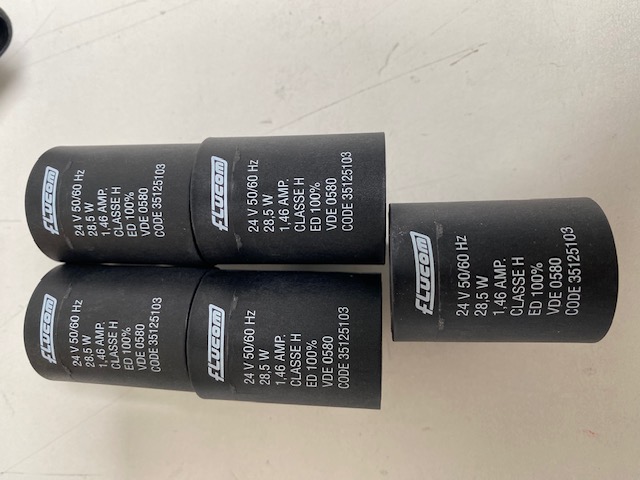 FLUCOM
24 V 50/60 Hz
28,5 W
1,46 AMP.
CLASSE H
ED 100%
VDE 0580
CODE 35125103
FLUCOM
24 V 50/60 Hz
28,5 W
1,46 AMP.
CLASSE H
ED 100%
VDE 0580
CODE 35125103
FLUCOM
24 V 50/60 Hz
28,5 W
1,46 AMP.
CLASSE H
ED 100%
VDE 0580
CODE 35125103
FLUCOM
24 V 50/60 Hz
28,5 W
1,46 AMP.
CLASSE H
ED 100%
VDE 0580
CODE 35125103
FLUCOM
24 V 50/60 Hz
28,5 W
1,46 AMP.
CLASSE H
ED 100%
VDE 0580
CODE 35125103